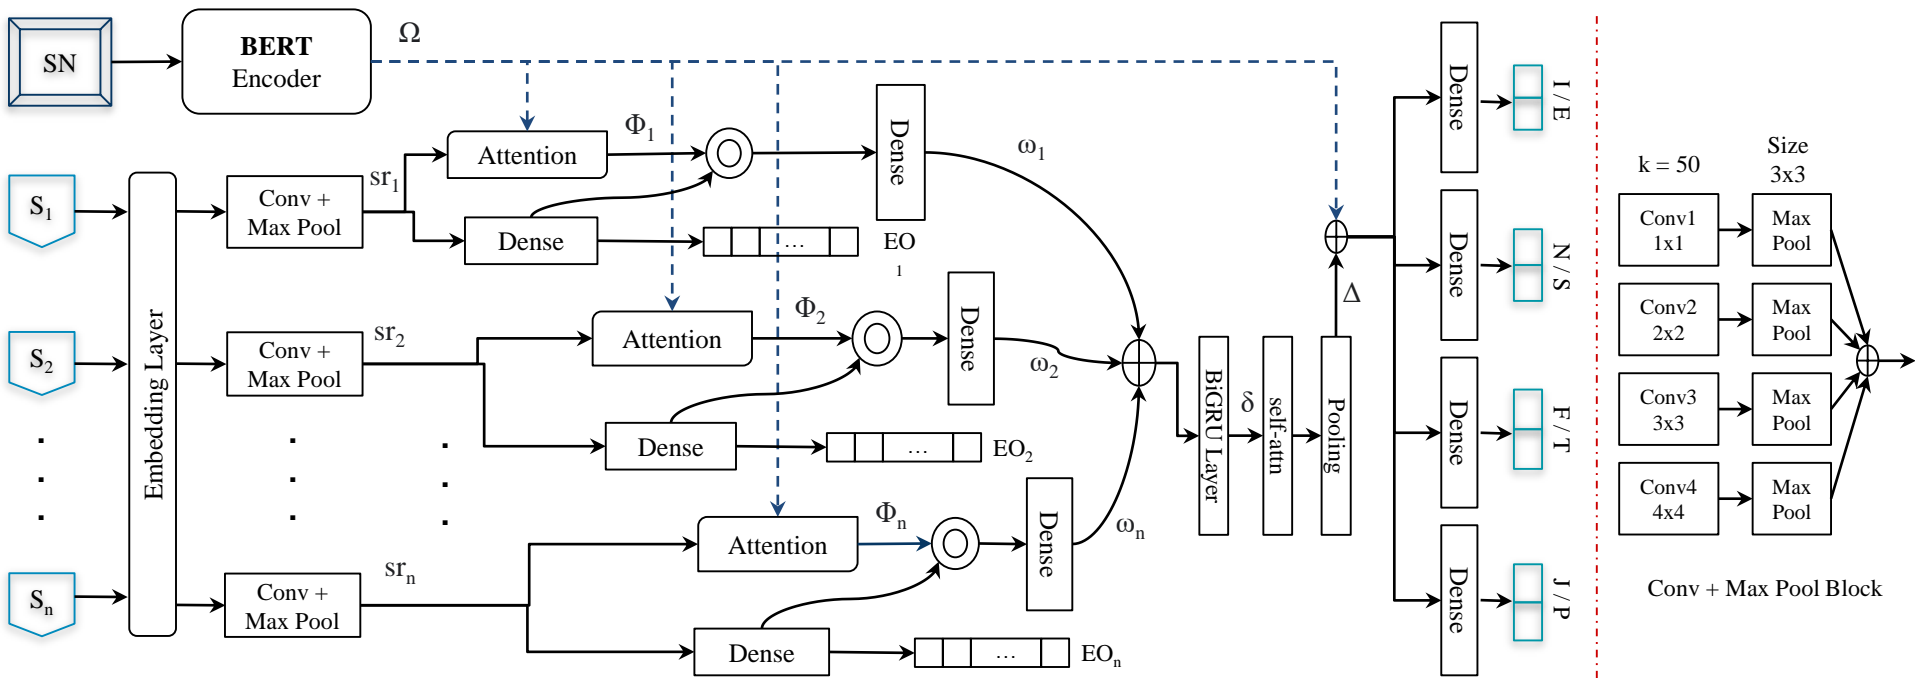 SN
BERT
Encoder
Ω
S1
S2
Sn
Embedding Layer
Conv +
Max Pool
sr1
Attention
Φ1
Dense
...
EO
1
Dense
ω1
Conv +
Max Pool
sr2
Attention
Φ2
Dense
...
EO2
Dense
ω2
Conv +
Max Pool
srn
Attention
Φn
Dense
...
EOn
Dense
ωn
BiGRU Layer
δ
self-attn
Pooling
Δ
Dense
I / E
Dense
N / S
Dense
F / T
Dense
J / P
k = 50
Size
3x3
Conv1
1x1
Max
Pool
Conv2
2x2
Max
Pool
Conv3
3x3
Max
Pool
Conv4
4x4
Max
Pool
Conv + Max Pool Block